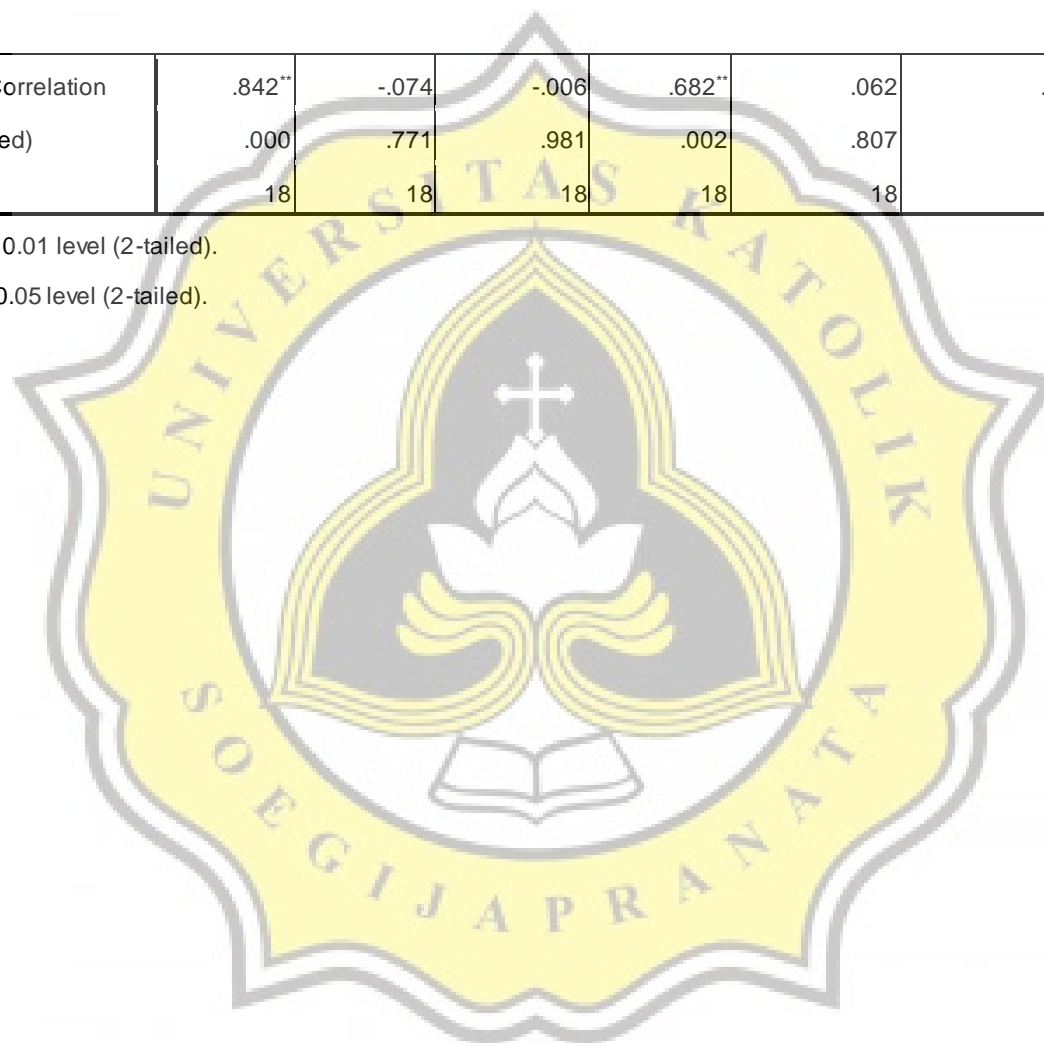 orrelation .842** -.074 -.006 .682** .062 .
ed) .000 .771 .981 .002 .807
18 18 18 18 18
0.01 level (2-tailed).
0.05 level (2-tailed).
UNIVERSITAS KATOLIK
SOEGIJAPRANATA